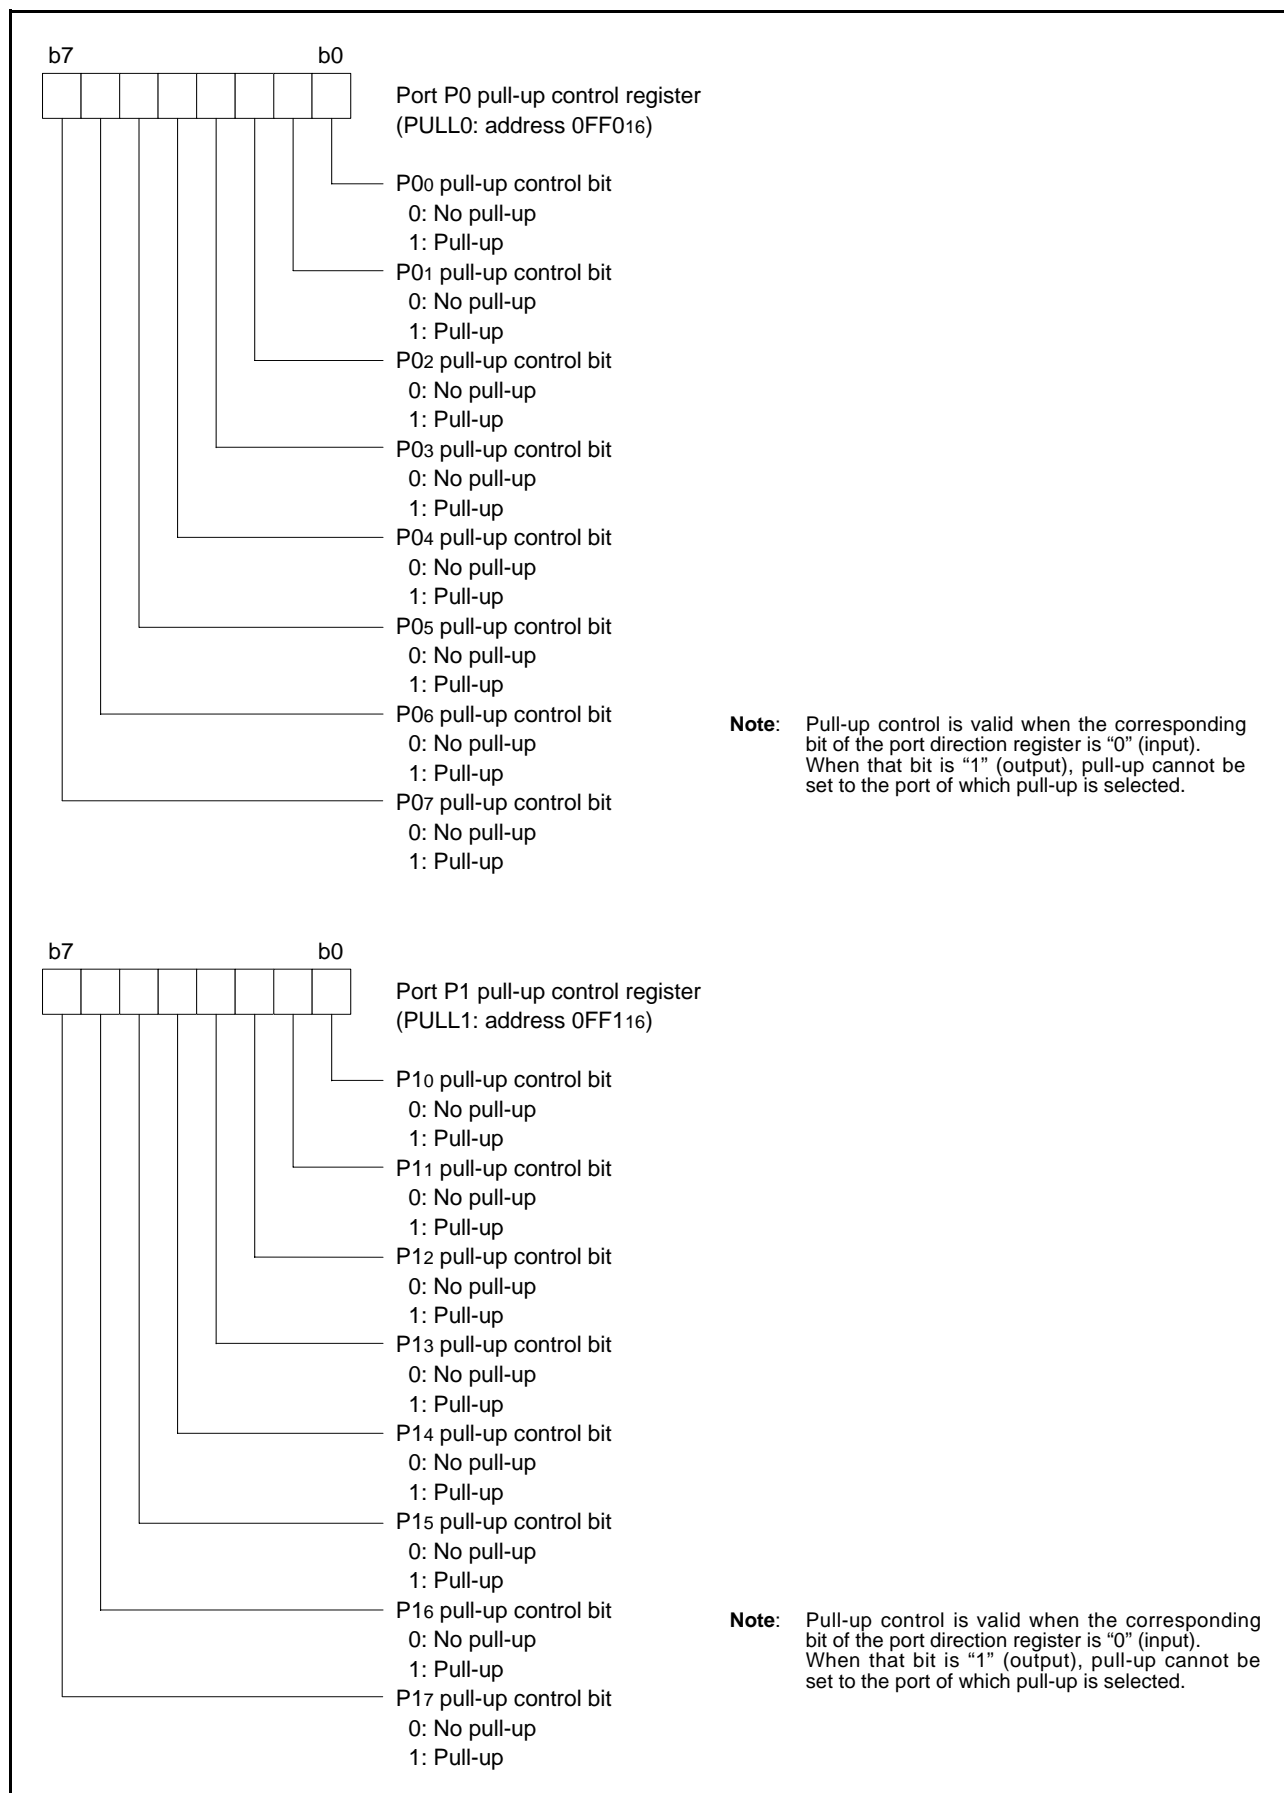 b7 b0
Port P0 pull-up control register
(PULL0: address 0FF016)
P00 pull-up control bit
0: No pull-up
1: Pull-up
P01 pull-up control bit
0: No pull-up
1: Pull-up
P02 pull-up control bit
0: No pull-up
1: Pull-up
P03 pull-up control bit
0: No pull-up
1: Pull-up
P04 pull-up control bit
0: No pull-up
1: Pull-up
P05 pull-up control bit
0: No pull-up
1: Pull-up
P06 pull-up control bit
0: No pull-up
1: Pull-up
P07 pull-up control bit
0: No pull-up
1: Pull-up
Note: Pull-up control is valid when the corresponding
bit of the port direction register is “0” (input).
When that bit is “1” (output), pull-up cannot be
set to the port of which pull-up is selected.
b7 b0
Port P1 pull-up control register
(PULL1: address 0FF116)
P10 pull-up control bit
0: No pull-up
1: Pull-up
P11 pull-up control bit
0: No pull-up
1: Pull-up
P12 pull-up control bit
0: No pull-up
1: Pull-up
P13 pull-up control bit
0: No pull-up
1: Pull-up
P14 pull-up control bit
0: No pull-up
1: Pull-up
P15 pull-up control bit
0: No pull-up
1: Pull-up
P16 pull-up control bit
0: No pull-up
1: Pull-up
P17 pull-up control bit
0: No pull-up
1: Pull-up
Note: Pull-up control is valid when the corresponding
bit of the port direction register is “0” (input).
When that bit is “1” (output), pull-up cannot be
set to the port of which pull-up is selected.